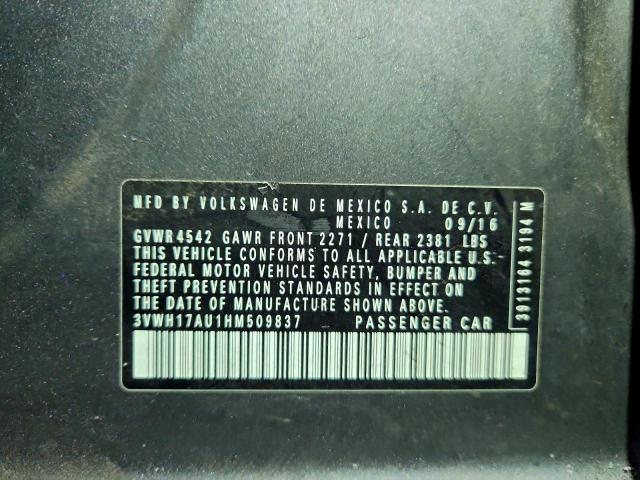 MFD BY VOLKSWAGEN DE MEXICO S.A. DE C.V.
MEXICO 09/16
GVWR 4542 GAWR FRONT 2271 / REAR 2381 LBS
THIS VEHICLE CONFORMS TO ALL APPLICABLE U.S.-
FEDERAL MOTOR VEHICLE SAFETY, BUMPER AND
THEFT PREVENTION STANDARDS IN EFFECT ON
THE DATE OF MANUFACTURE SHOWN ABOVE.
3VWH17AU1HM509837 PASSENGER CAR
3913164 3194 M